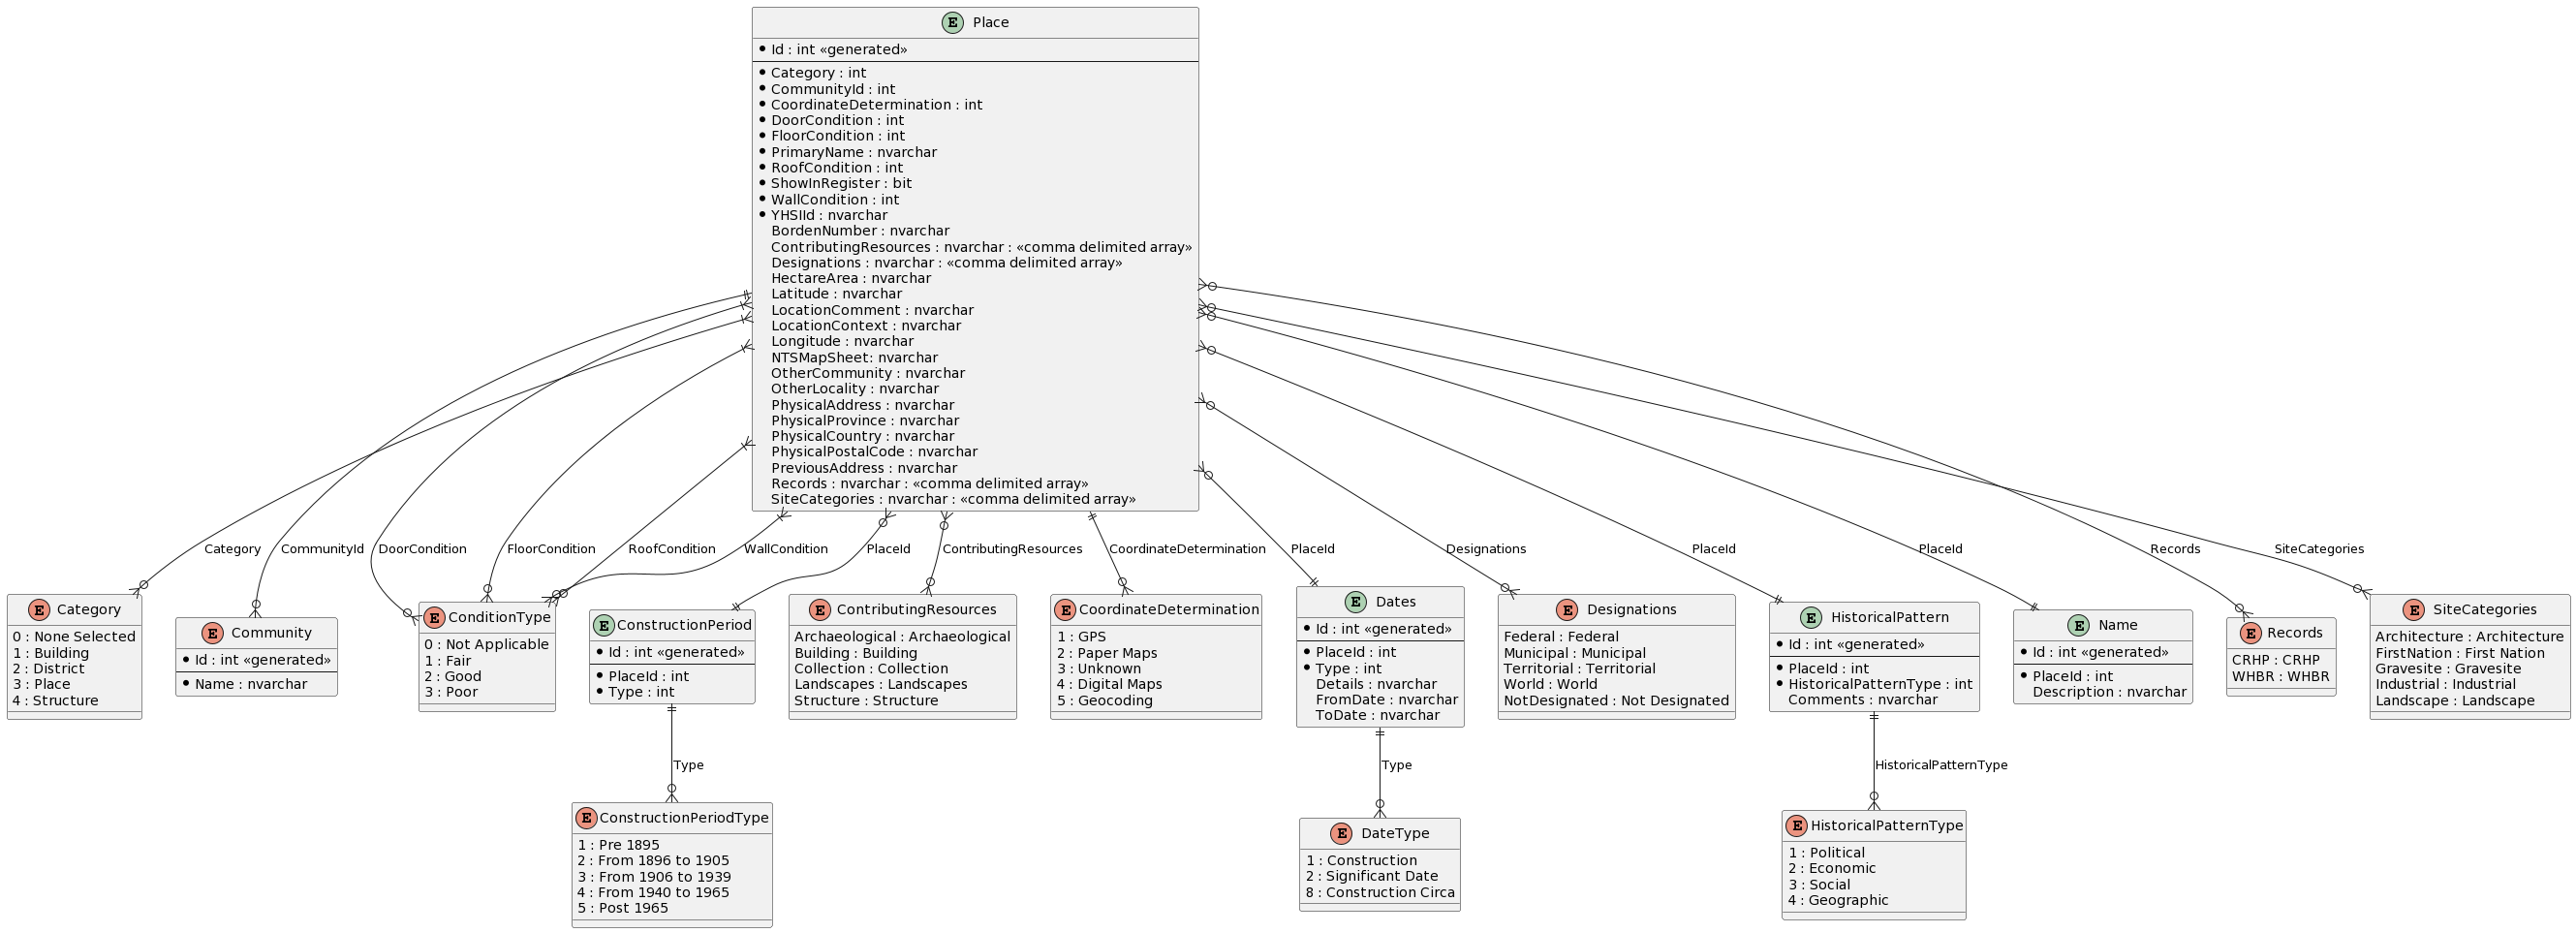 E Place
Id : int «generated»
Category : int
CommunityId : int
CoordinateDetermination : int
DoorCondition : int
FloorCondition : int
PrimaryName : nvarchar
RoofCondition : int
ShowInRegister : bit
WallCondition : int
YHSIId : nvarchar
BordenNumber : nvarchar
ContributingResources : nvarchar : «comma delimited array»
Designations : nvarchar : «comma delimited array»
HectareArea : nvarchar
Latitude : nvarchar
LocationComment : nvarchar
LocationContext : nvarchar
Longitude : nvarchar
NTSMapSheet: nvarchar
OtherCommunity : nvarchar
OtherLocality : nvarchar
PhysicalAddress : nvarchar
PhysicalProvince : nvarchar
PhysicalCountry : nvarchar
PhysicalPostalCode : nvarchar
PreviousAddress : nvarchar
Records : nvarchar : «comma delimited array»
SiteCategories : nvarchar : «comma delimited array»
Category
CommunityId
DoorCondition
FloorCondition
RoofCondition
WallCondition
PlaceId
ContributingResources
CoordinateDetermination
PlaceId
Designations
PlaceId
PlaceId
Records
SiteCategories
E Category
0 : None Selected
1 : Building
2 : District
3 : Place
4 : Structure
E Community
Id : int «generated»
Name : nvarchar
E ConditionType
0 : Not Applicable
1 : Fair
2 : Good
3 : Poor
E ConstructionPeriod
Id : int «generated»
PlaceId : int
Type : int
E ContributingResources
Archaeological : Archaeological
Building : Building
Collection : Collection
Landscapes : Landscapes
Structure : Structure
E CoordinateDetermination
1 : GPS
2 : Paper Maps
3 : Unknown
4 : Digital Maps
5 : Geocoding
E Dates
Id : int «generated»
PlaceId : int
Type : int
Details : nvarchar
FromDate : nvarchar
ToDate : nvarchar
E Designations
Federal : Federal
Municipal : Municipal
Territorial : Territorial
World : World
NotDesignated : Not Designated
E HistoricalPattern
Id : int «generated»
PlaceId : int
HistoricalPatternType : int
Comments : nvarchar
E Name
Id : int «generated»
PlaceId : int
Description : nvarchar
E Records
CRHP : CRHP
WHBR : WHBR
E SiteCategories
Architecture : Architecture
FirstNation : First Nation
Gravesite : Gravesite
Industrial : Industrial
Landscape : Landscape
Type
Type
HistoricalPatternType
E ConstructionPeriodType
1 : Pre 1895
2 : From 1896 to 1905
3 : From 1906 to 1939
4 : From 1940 to 1965
5 : Post 1965
E DateType
1 : Construction
2 : Significant Date
8 : Construction Circa
E HistoricalPatternType
1 : Political
2 : Economic
3 : Social
4 : Geographic